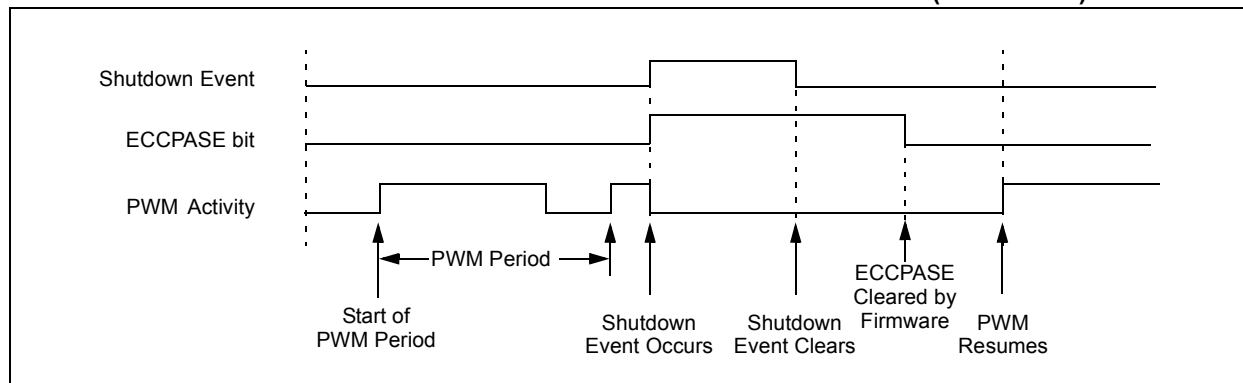 Shutdown Event
ECCPASE bit
PWM Activity
PWM Period
Start of
PWM Period
Shutdown
Event Occurs
Shutdown
Event Clears
ECCPASE
Cleared by
Firmware
PWM
Resumes